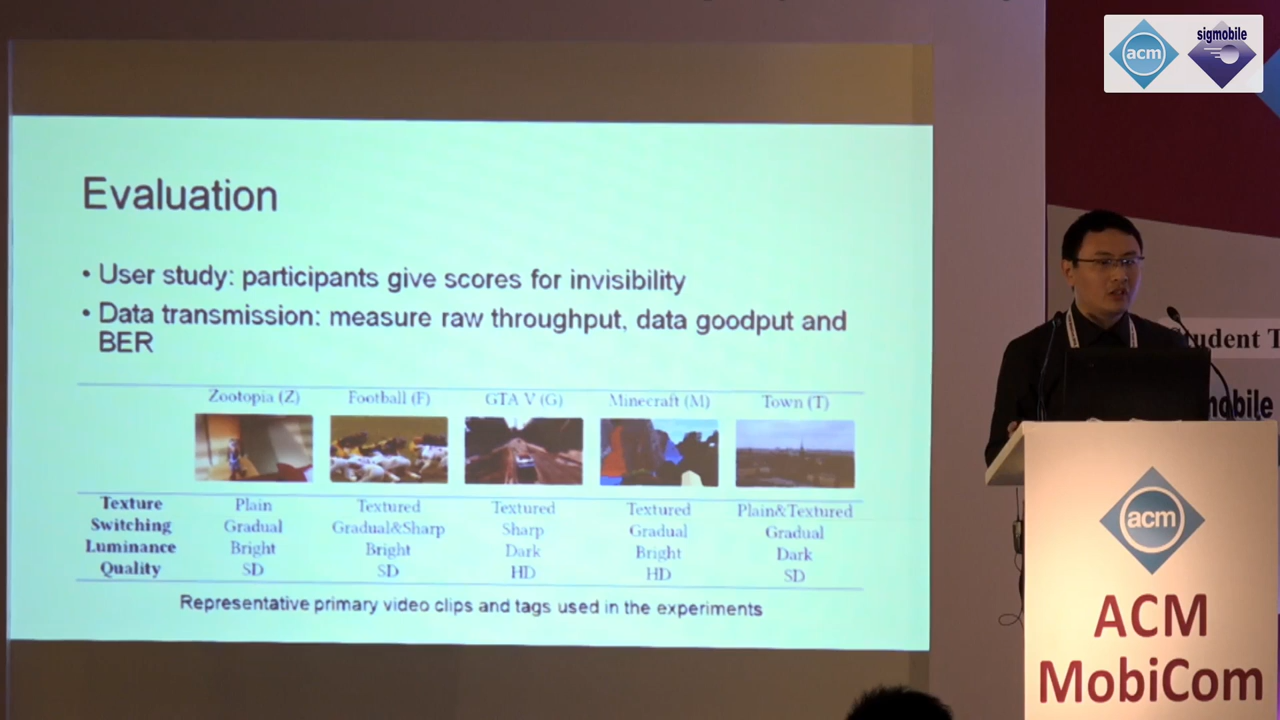 acm
sigmobile
Evaluation
• User study: participants give scores for invisibility
• Data transmission: measure raw throughput, data goodput and
BER
Zootopia (Z) Football (F) GTA V (G) Minecraft (M) Town (T)
Texture Plain Textured Textured Textured Plain&Textured
Switching Gradual Gradual&Sharp Sharp Gradual Gradual
Luminance Bright Bright Dark Bright Dark
Quality SD SD HD HD SD
Representative primary video clips and tags used in the experiments
Student T
mobile
acm
ACM
MobiCom